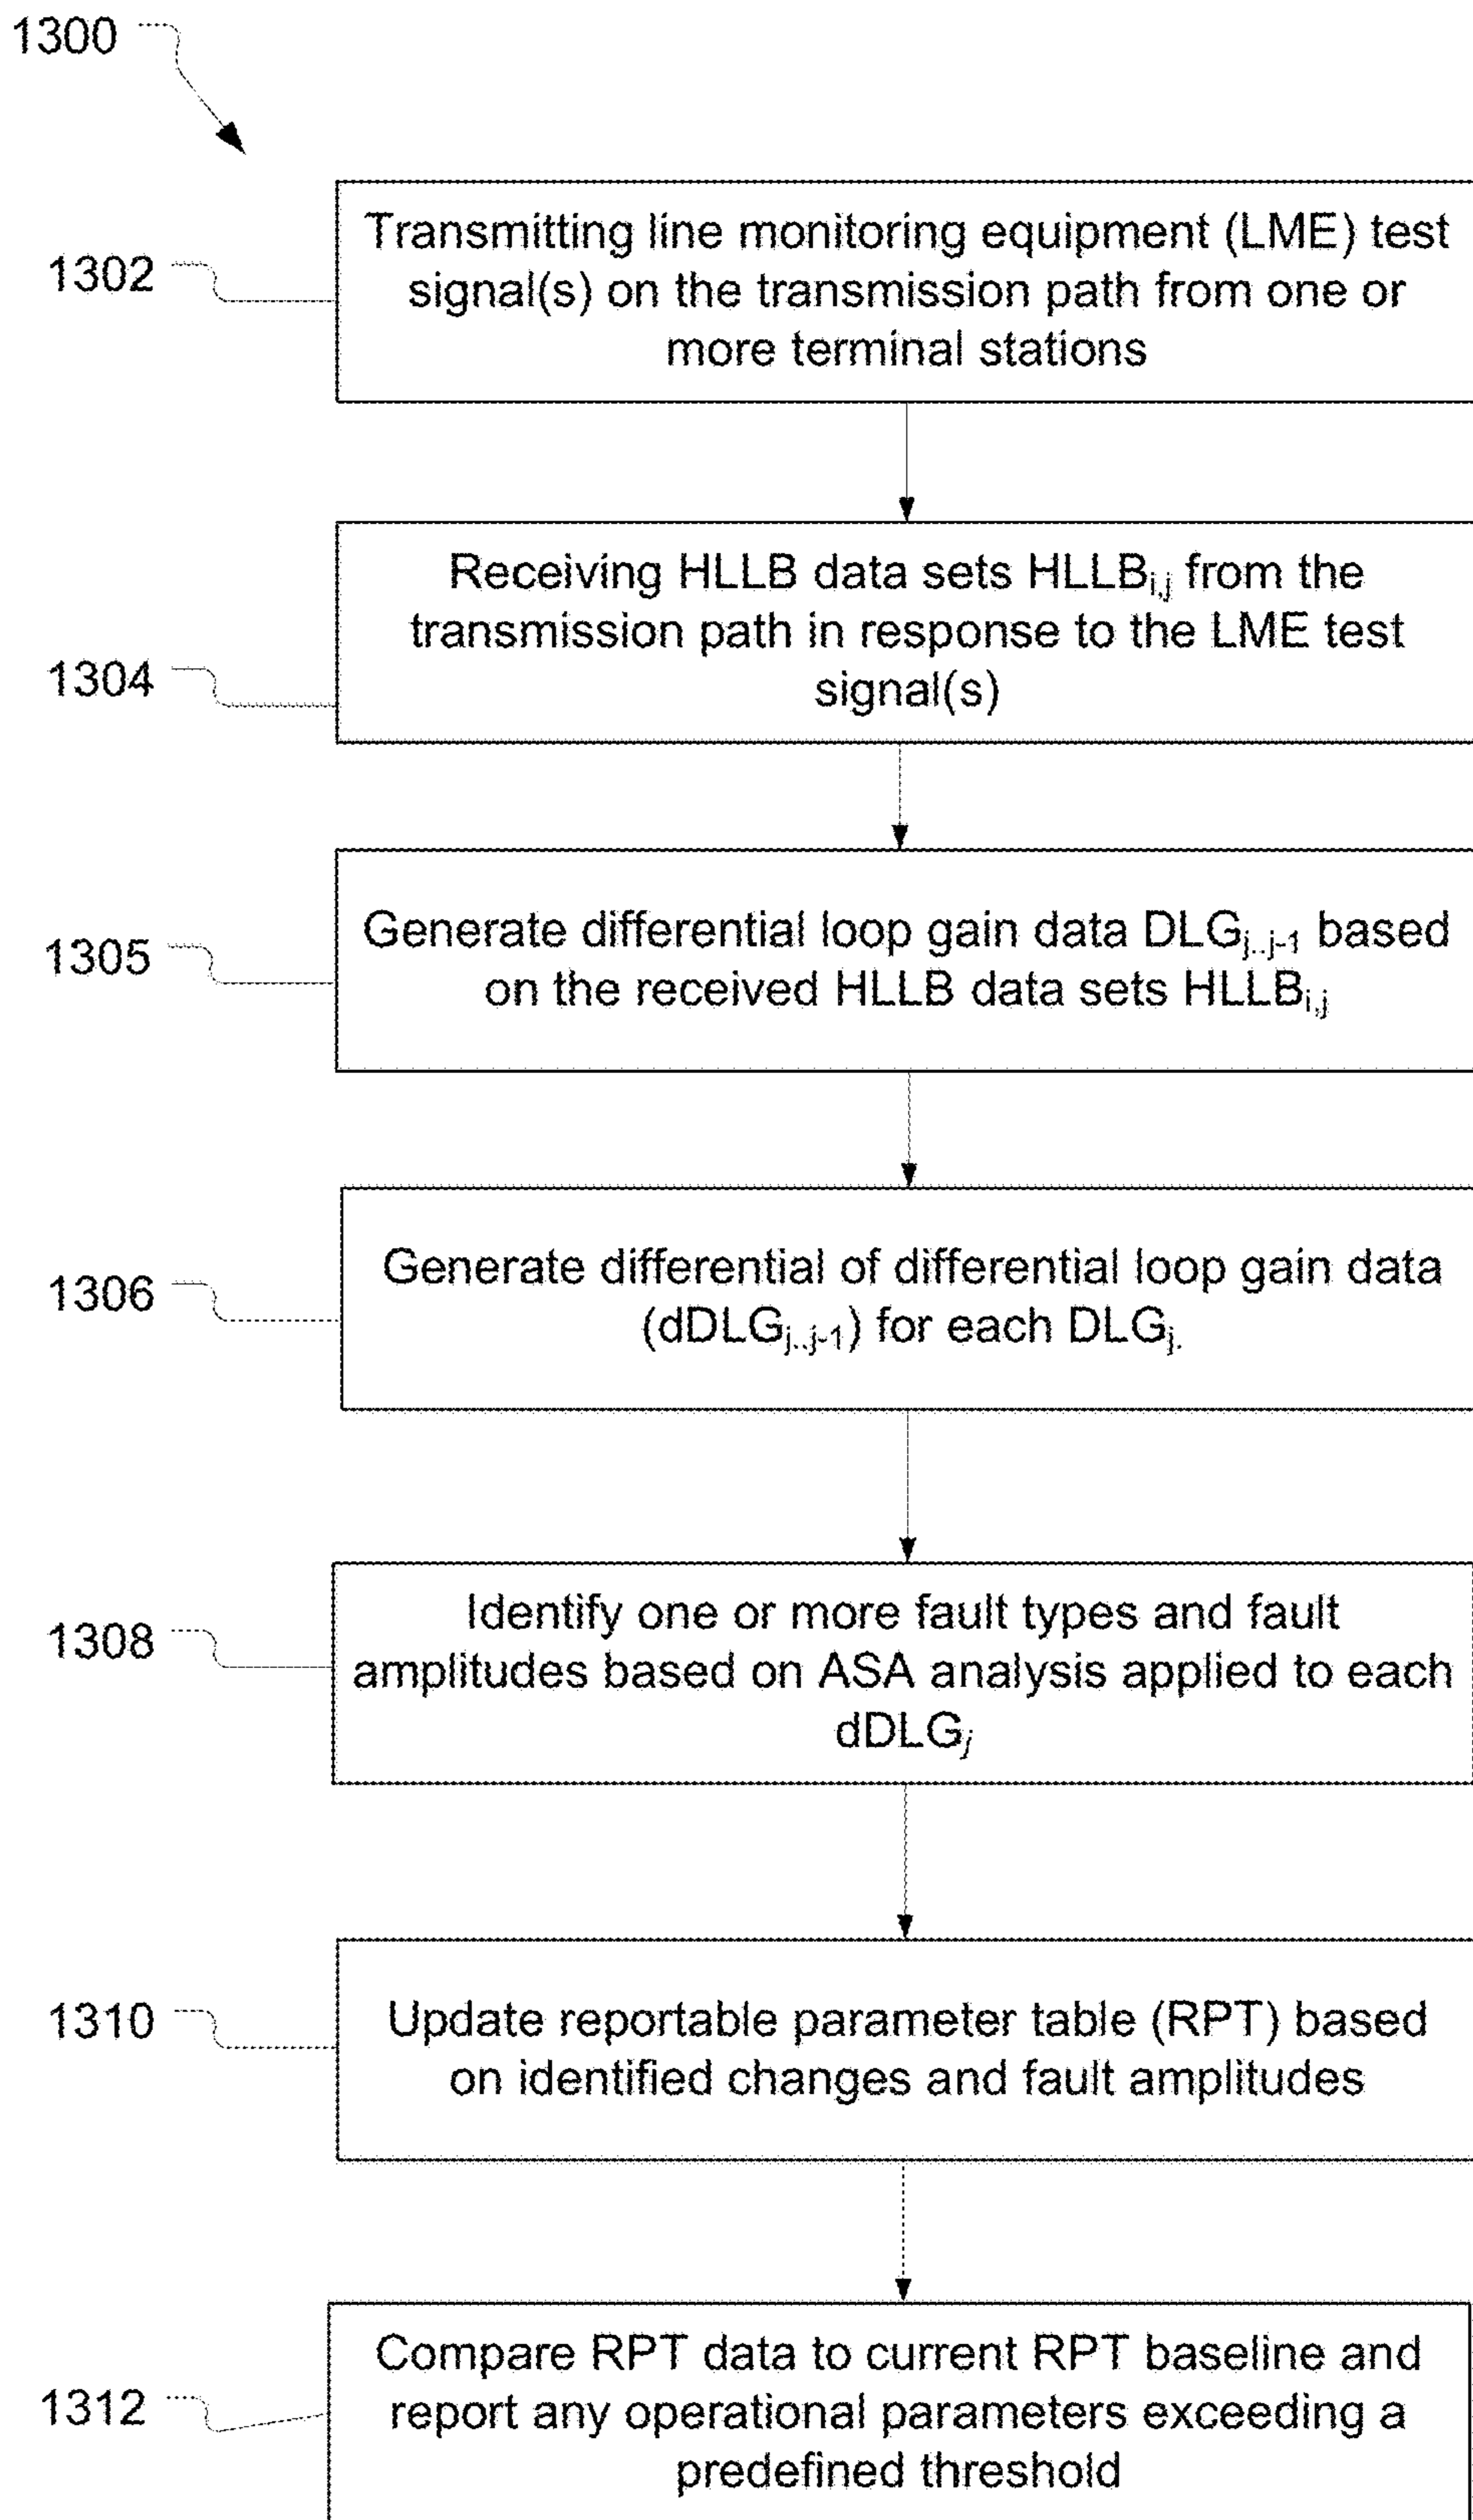 1300
1302
Transmitting line monitoring equipment (LME) test
signal(s) on the transmission path from one or
more terminal stations
1304
Receiving HLLB data sets HLLBi,j from the
transmission path in response to the LME test
signal(s)
1305
Generate differential loop gain data DLGj..j-1 based
on the received HLLB data sets HLLBi,j
1306
Generate differential of differential loop gain data
(dDLGj..j-1) for each DLGj.
1308
Identify one or more fault types and fault
amplitudes based on ASA analysis applied to each
dDLGj
1310
Update reportable parameter table (RPT) based
on identified changes and fault amplitudes
1312
Compare RPT data to current RPT baseline and
report any operational parameters exceeding a
predefined threshold